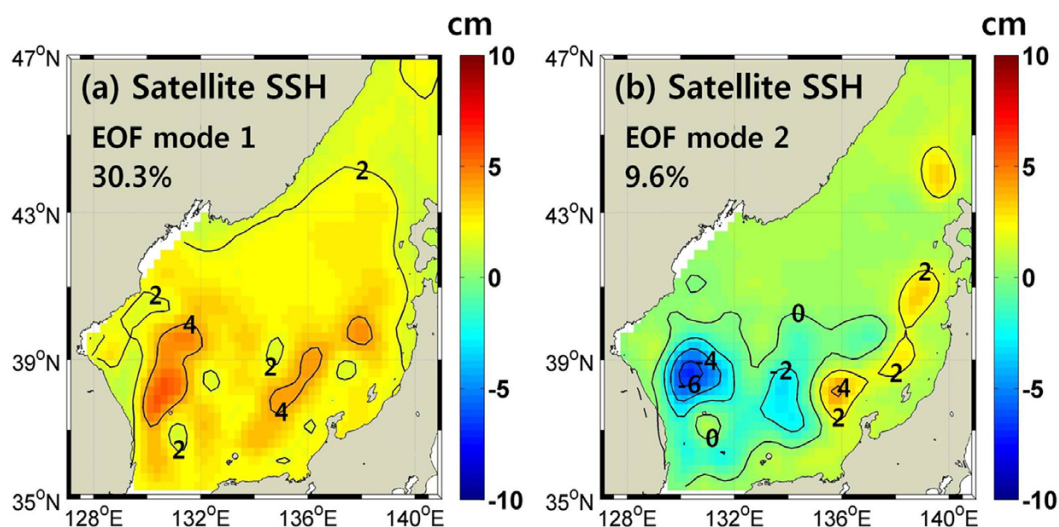 cm
47°N
(a) Satellite SSH
EOF mode 1
30.3%
43°N
39°N
35°N
128°E
132°E
136°E
140°E
2
2
4
2
4
2
10
5
0
-5
-10
cm
47°N
(b) Satellite SSH
EOF mode 2
9.6%
43°N
39°N
35°N
128°E
132°E
136°E
140°E
2
0
-4
-2
-6
4
2
2
0
10
5
0
-5
-10